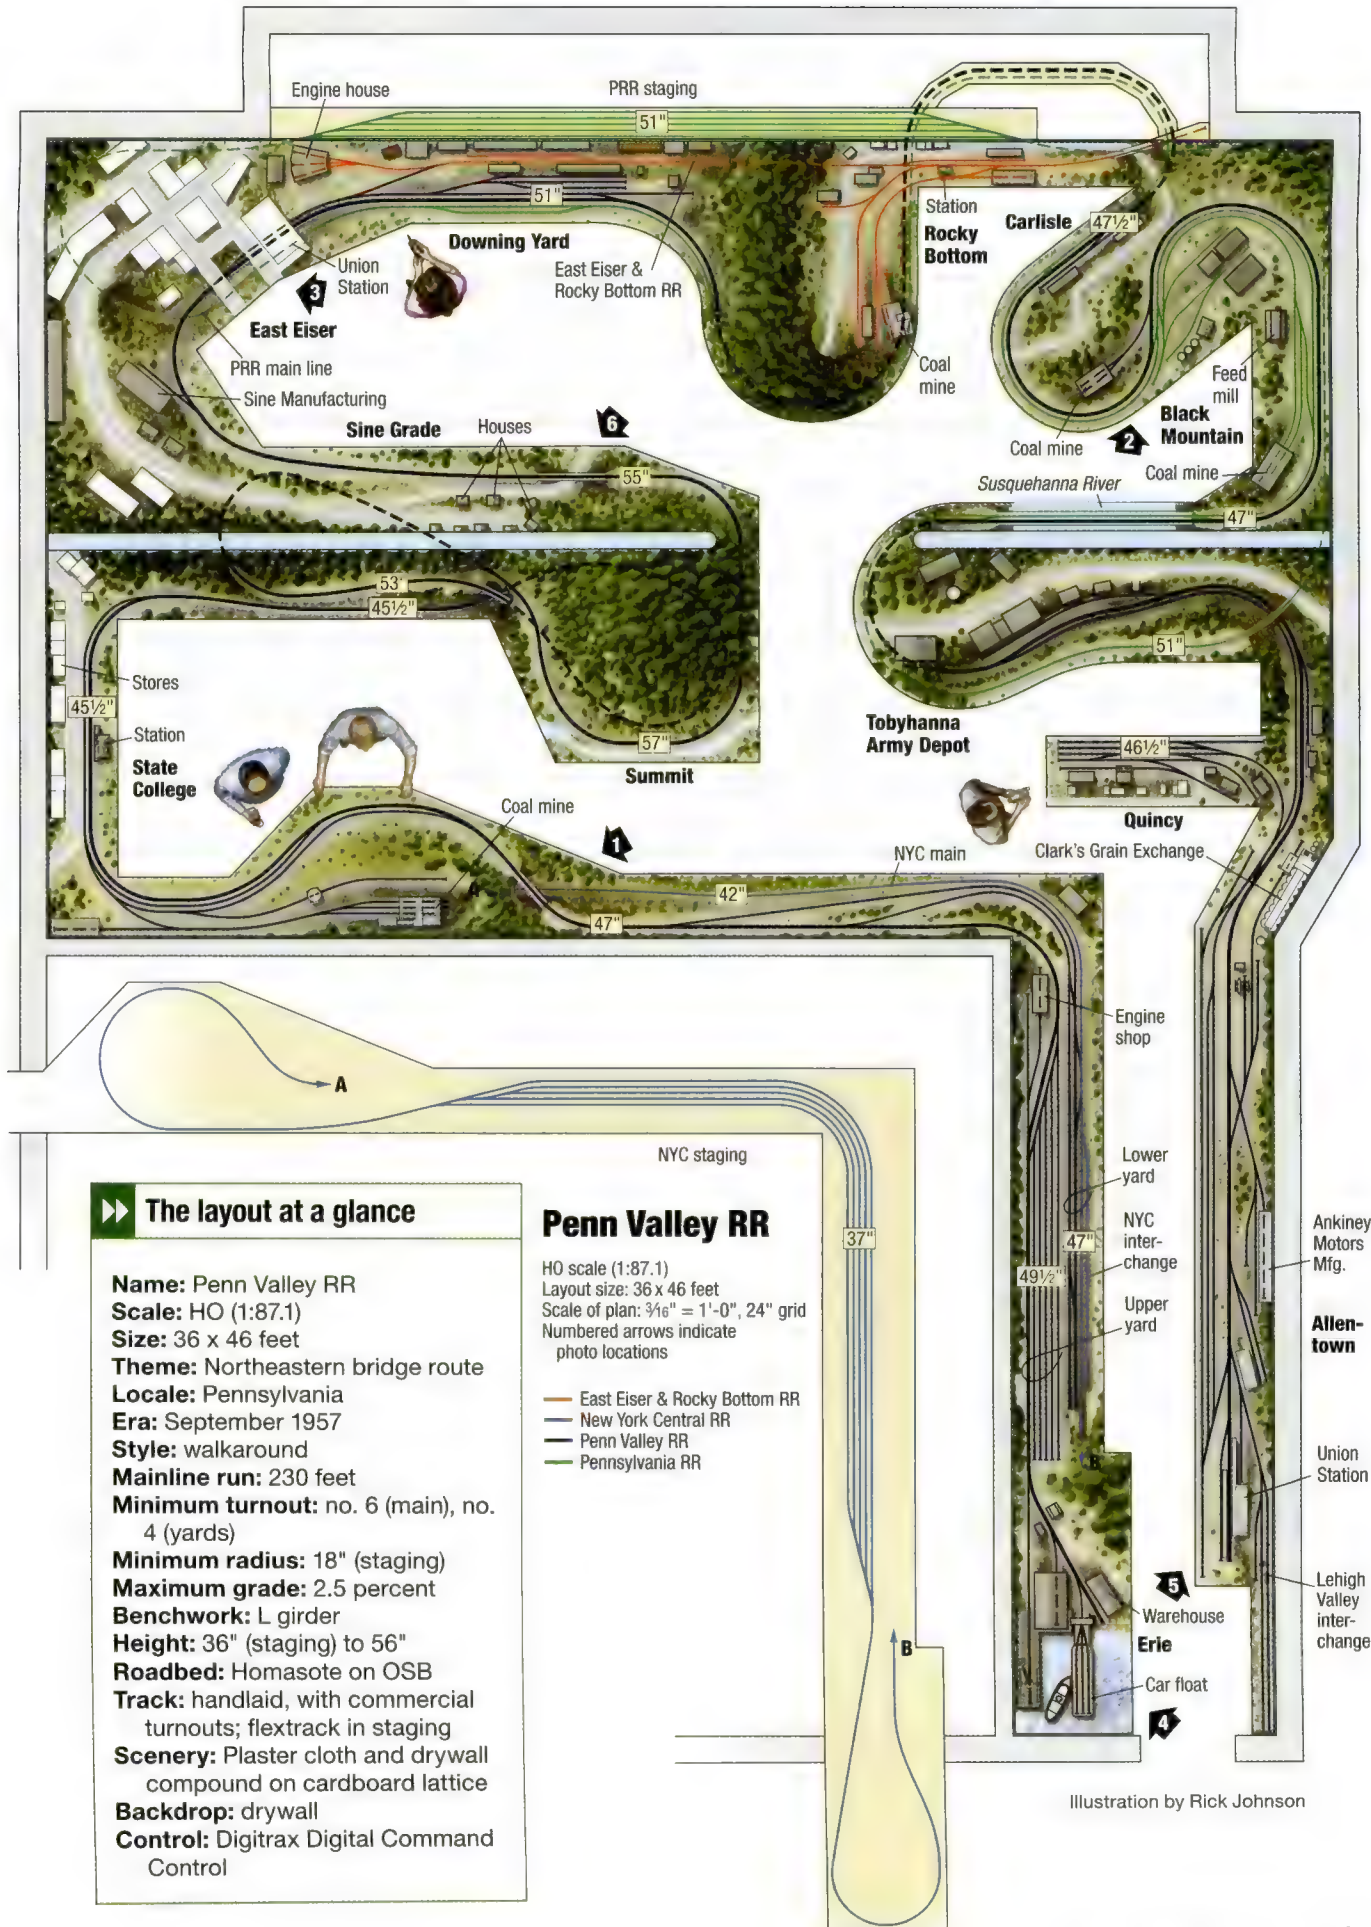 Engine house
PRR staging
51"
51"
Downing Yard
Union
Station
3
East Eiser
East Eiser &
Rocky Bottom RR
Station
Rocky
Bottom
Carlisle
47½"
PRR main line
Sine Manufacturing
Coal
mine
Feed
mill
Black
Mountain
Coal mine
2
Coal mine
Sine Grade
Houses
6
55"
Susquehanna River
47"
53"
45½"
51"
Stores
45½"
Station
State
College
57"
Summit
Tobyhanna
Army Depot
46½"
Quincy
Coal mine
1
NYC main
Clark's Grain Exchange
A
42"
47"
Engine
shop
A
NYC staging
Lower
yard
NYC
inter-
change
47"
49½"
Upper
yard
37"
Ankiney
Motors
Mfg.
Allen-
town
B
Union
Station
5
Lehigh
Valley
inter-
change
Warehouse
Erie
B
Car float
4
The layout at a glance
Name: Penn Valley RR
Scale: HO (1:87.1)
Size: 36 x 46 feet
Theme: Northeastern bridge route
Locale: Pennsylvania
Era: September 1957
Style: walkaround
Mainline run: 230 feet
Minimum turnout: no. 6 (main), no.
4 (yards)
Minimum radius: 18" (staging)
Maximum grade: 2.5 percent
Benchwork: L girder
Height: 36" (staging) to 56"
Roadbed: Homasote on OSB
Track: handlaid, with commercial
turnouts; flextrack in staging
Scenery: Plaster cloth and drywall
compound on cardboard lattice
Backdrop: drywall
Control: Digitrax Digital Command
Control
Penn Valley RR
HO scale (1:87.1)
Layout size: 36 x 46 feet
Scale of plan: 3⁄16" = 1'-0", 24" grid
Numbered arrows indicate
photo locations
East Eiser & Rocky Bottom RR
New York Central RR
Penn Valley RR
Pennsylvania RR
Illustration by Rick Johnson